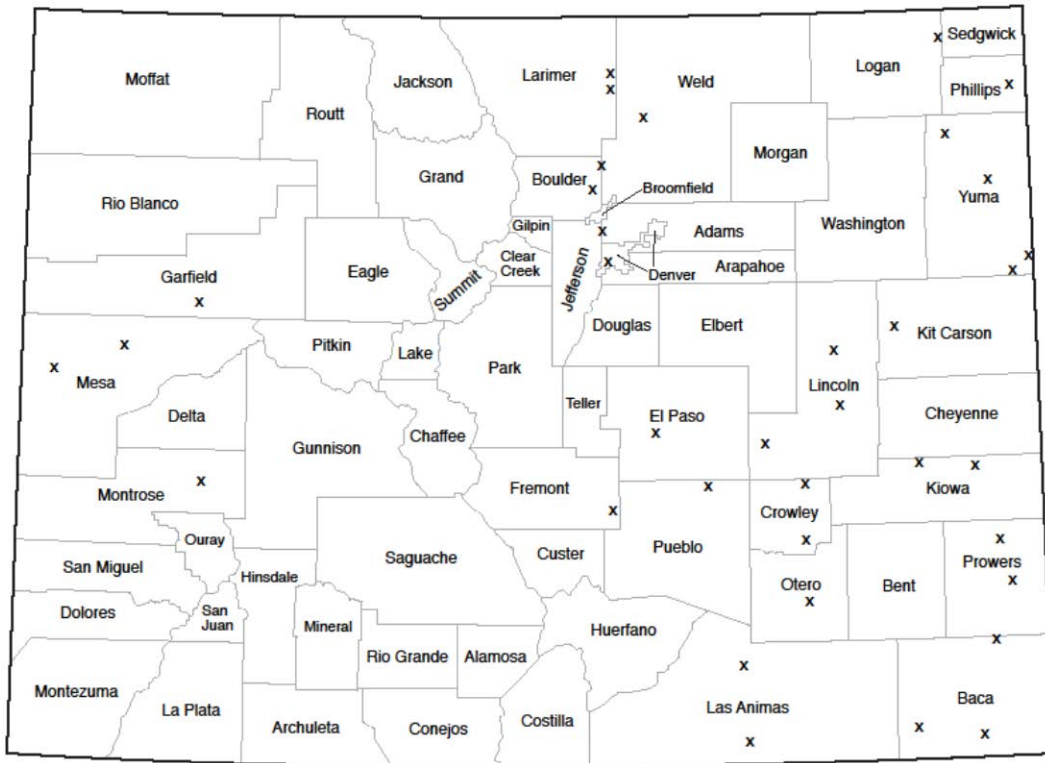 Moffat
Routt
Jackson
Larimer
x
x
Weld
x
Logan
x
Sedgwick
Phillips x
Rio Blanco
Grand
Boulder
x
x
Broomfield
Morgan
Washington
x
x
Yuma
x
x
Garfield
x
Eagle
Summit
Gilpin
Clear
Creek
Jefferson
x
x
Denver
Adams
Arapahoe
Mesa
x
x
Pitkin
Lake
Park
Douglas
Elbert
x
Lincoln
x
x
x
Kit Carson
Cheyenne
Delta
Gunnison
Chaffee
Teller
El Paso
x
Montrose
x
Fremont
x
x
Pueblo
x
Crowley
x
x
x
Kiowa
Ouray
San Miguel
Hinsdale
Saguache
Custer
Otero
x
Bent
x
Prowers
x
Dolores
San
Juan
Mineral
Rio Grande
Alamosa
Huerfano
x
Montezuma
La Plata
Archuleta
Conejos
Costilla
x
Las Animas
x
Baca
x
x